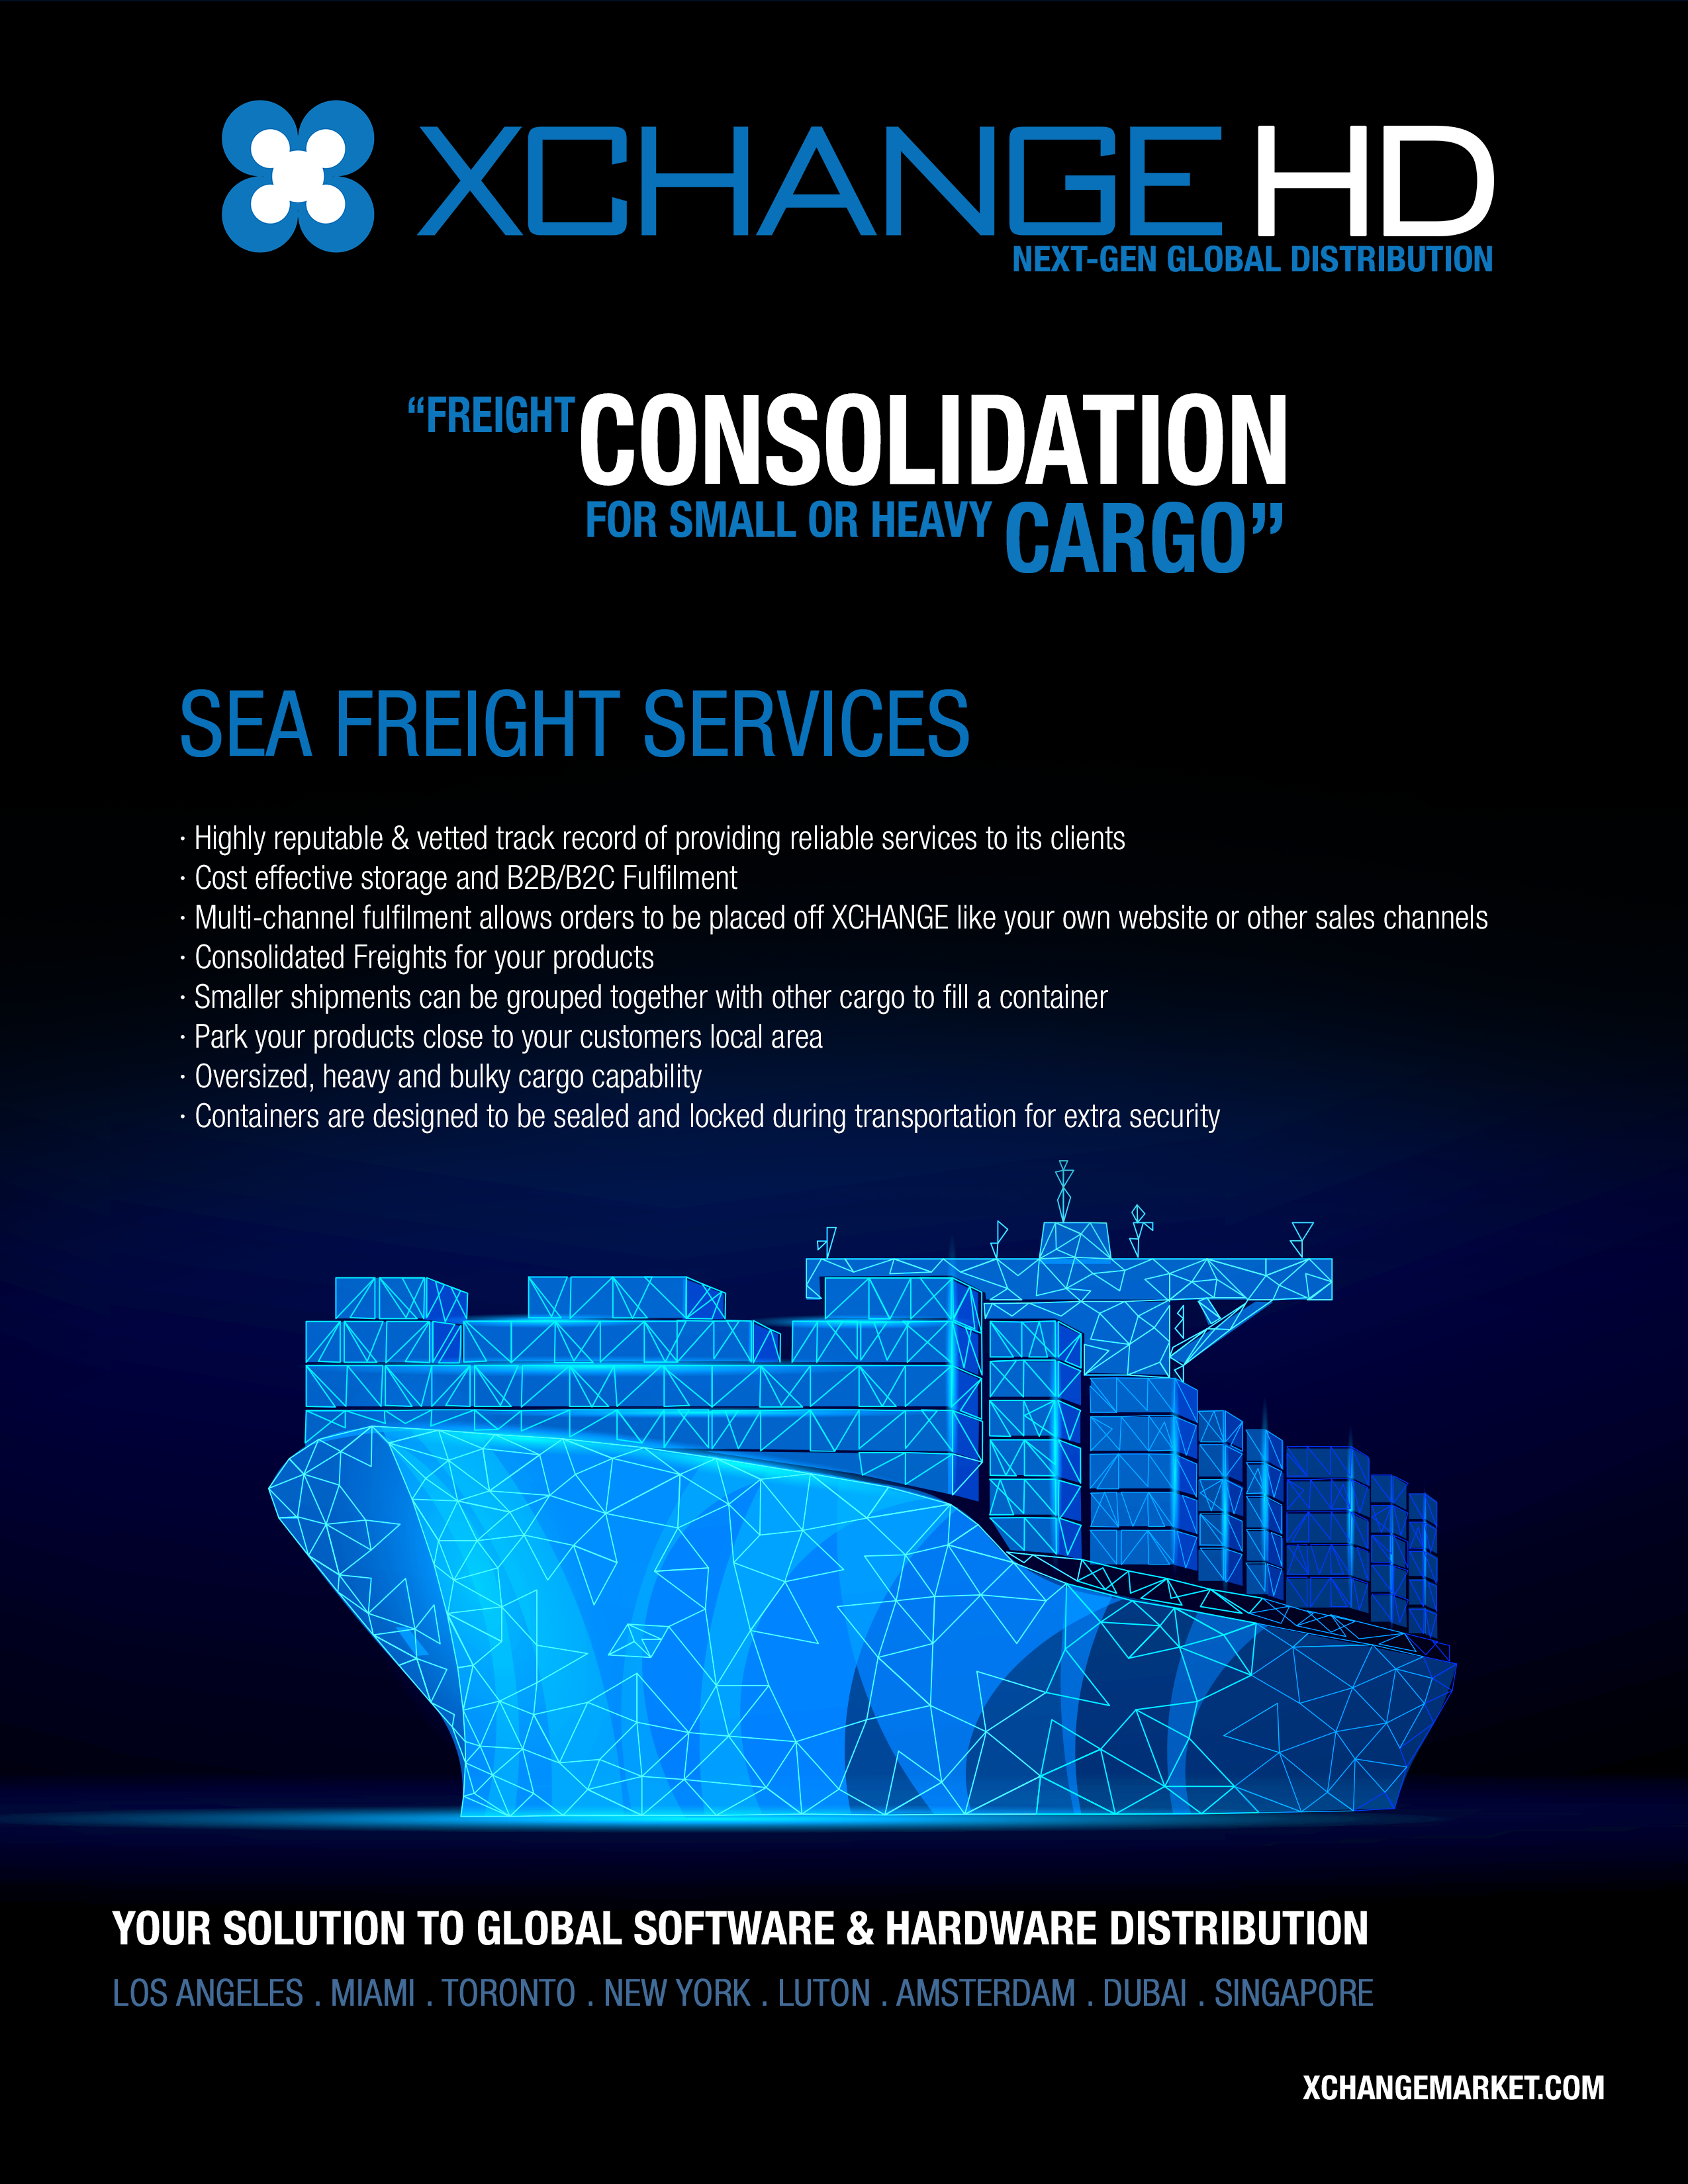 XCHANGE HD
NEXT-GEN GLOBAL DISTRIBUTION
“FREIGHT CONSOLIDATION
FOR SMALL OR HEAVY CARGO”
SEA FREIGHT SERVICES
· Highly reputable & vetted track record of providing reliable services to its clients
· Cost effective storage and B2B/B2C Fulfilment
· Multi-channel fulfilment allows orders to be placed off XCHANGE like your own website or other sales channels
· Consolidated Freights for your products
· Smaller shipments can be grouped together with other cargo to fill a container
· Park your products close to your customers local area
· Oversized, heavy and bulky cargo capability
· Containers are designed to be sealed and locked during transportation for extra security
YOUR SOLUTION TO GLOBAL SOFTWARE & HARDWARE DISTRIBUTION
LOS ANGELES . MIAMI . TORONTO . NEW YORK . LUTON . AMSTERDAM . DUBAI . SINGAPORE
XCHANGEMARKET.COM